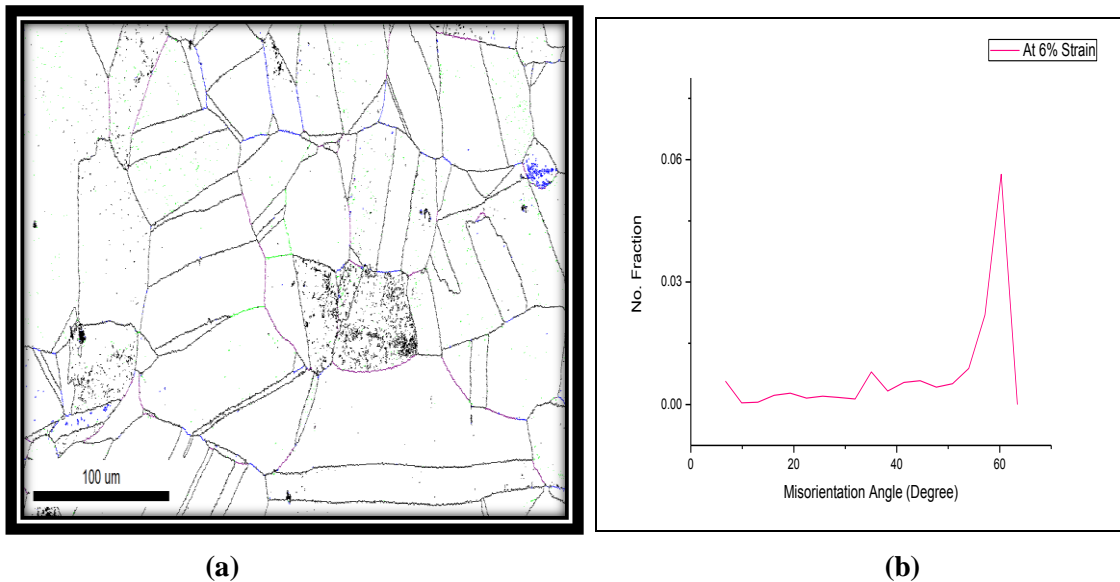 100 um
At 6% Strain
0.06
0.03
0.00
No. Fraction
0 20 40 60
Misorientation Angle (Degree)
(a) (b)